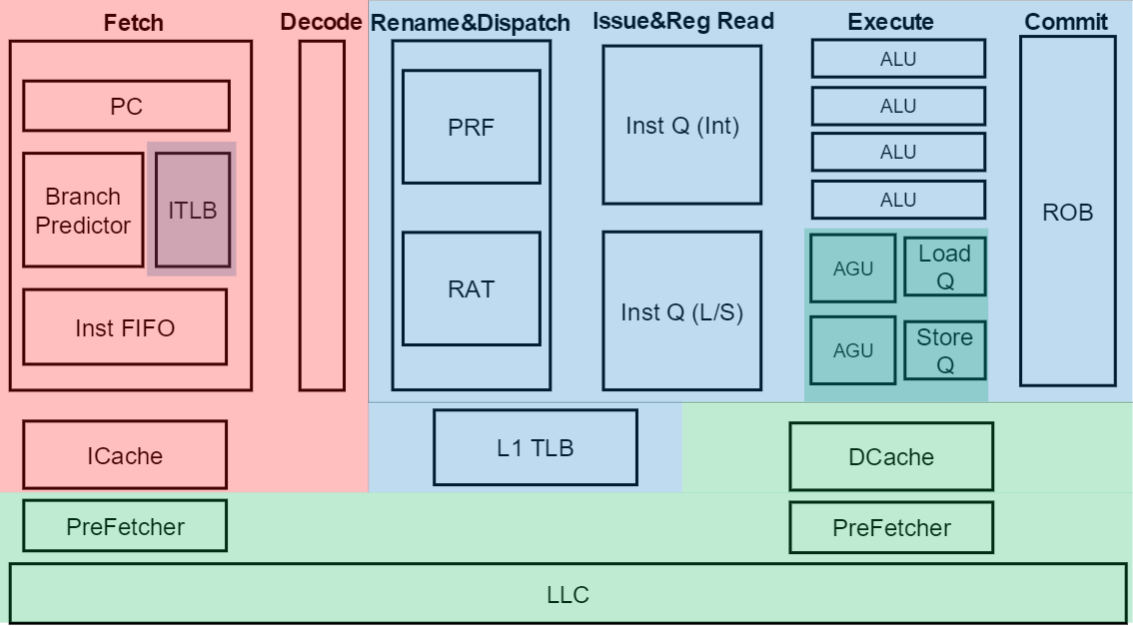 Fetch
Decode
Rename&Dispatch
Issue&Reg Read
Execute
Commit
PC
Branch
Predictor
ITLB
Inst FIFO
PRF
RAT
Inst Q (Int)
Inst Q (L/S)
ALU
ALU
ALU
ALU
AGU
Load
Q
AGU
Store
Q
ROB
ICache
L1 TLB
DCache
PreFetcher
PreFetcher
LLC